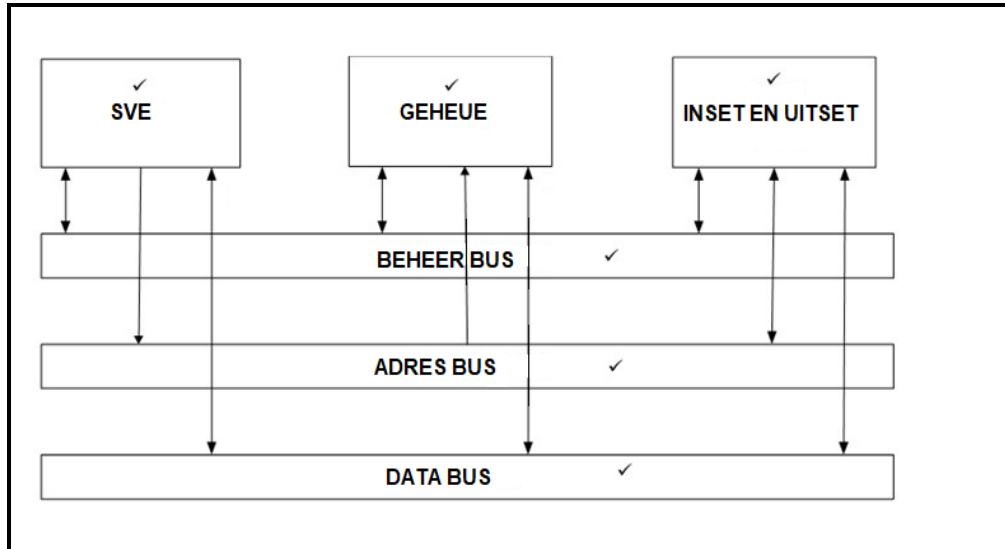 SVE
GEHEUE
INSET EN UITSET
BEHEER BUS
ADRES BUS
DATA BUS